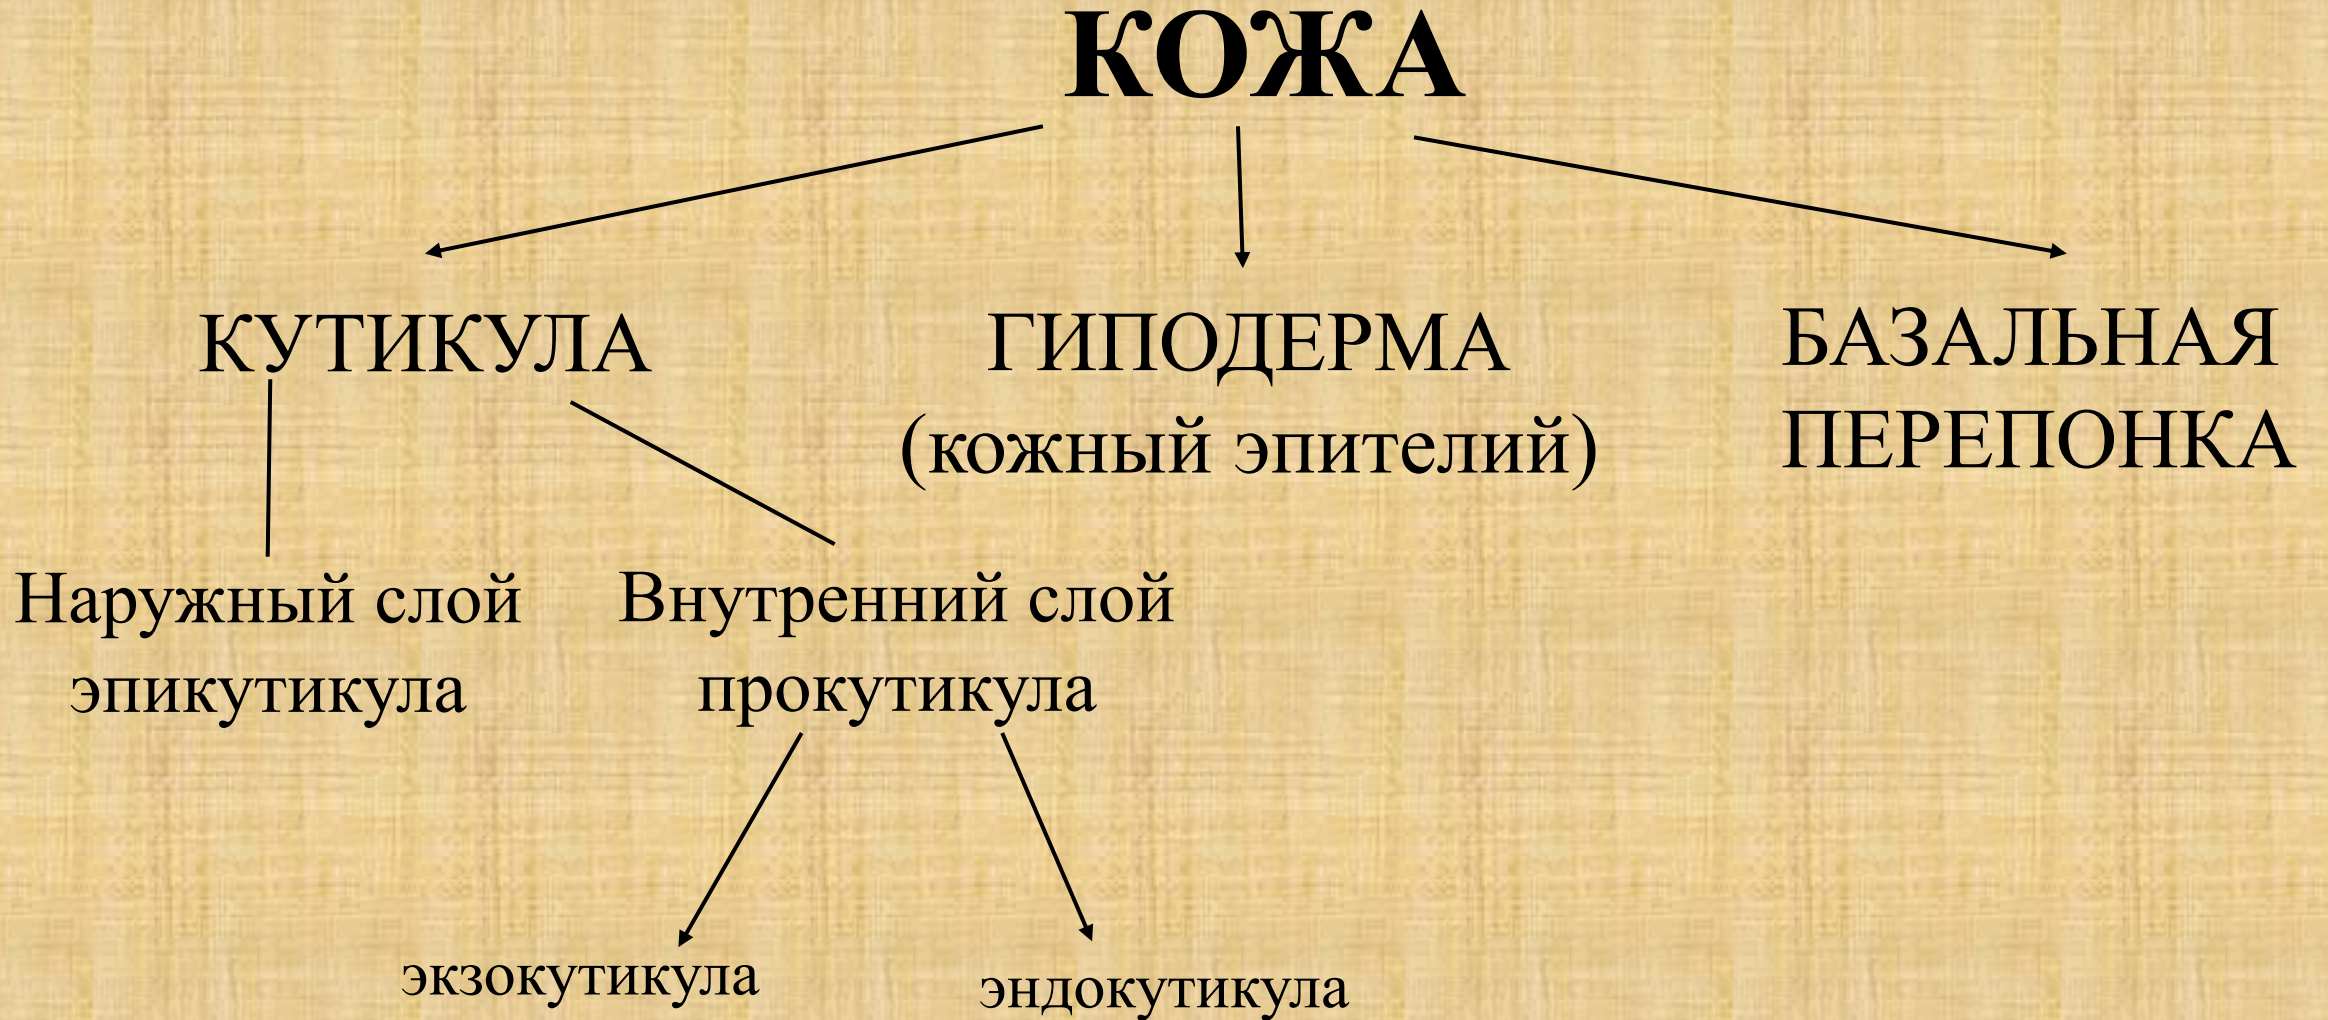 КОЖА
КУТИКУЛА
ГИПОДЕРМА
(кожный эпителий)
БАЗАЛЬНАЯ
ПЕРЕПОНКА
Наружный слой
эпикутикула
Внутренний слой
прокутикула
экзокутикула
эндокутикула